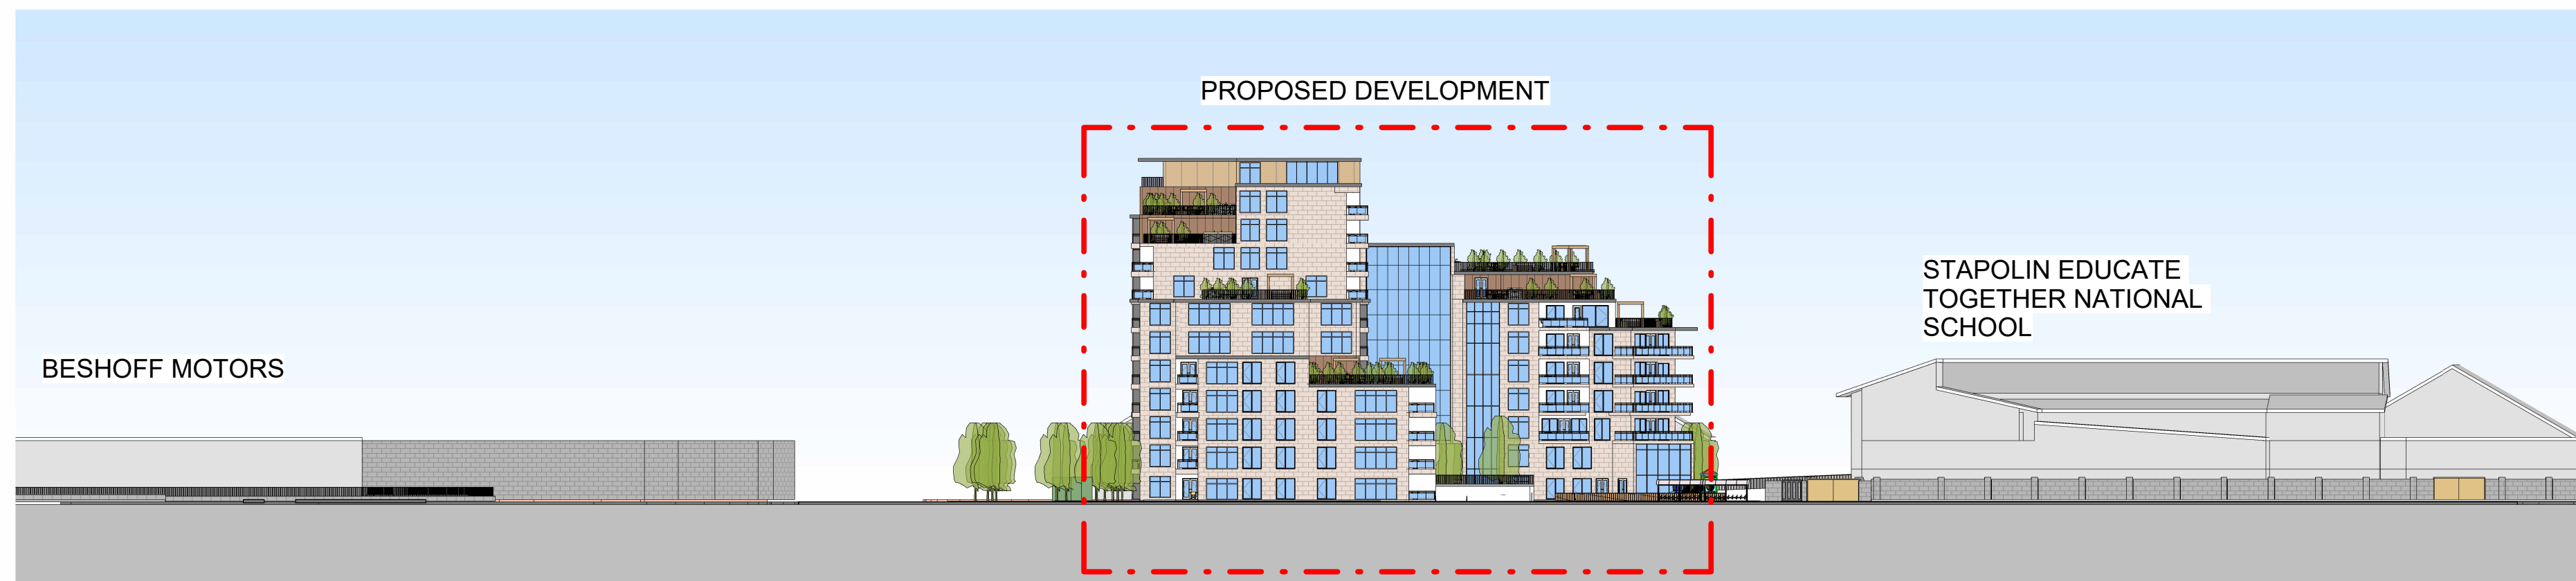 PROPOSED DEVELOPMENT
STAPOLIN EDUCATE
TOGETHER NATIONAL
SCHOOL
BESHOFF MOTORS